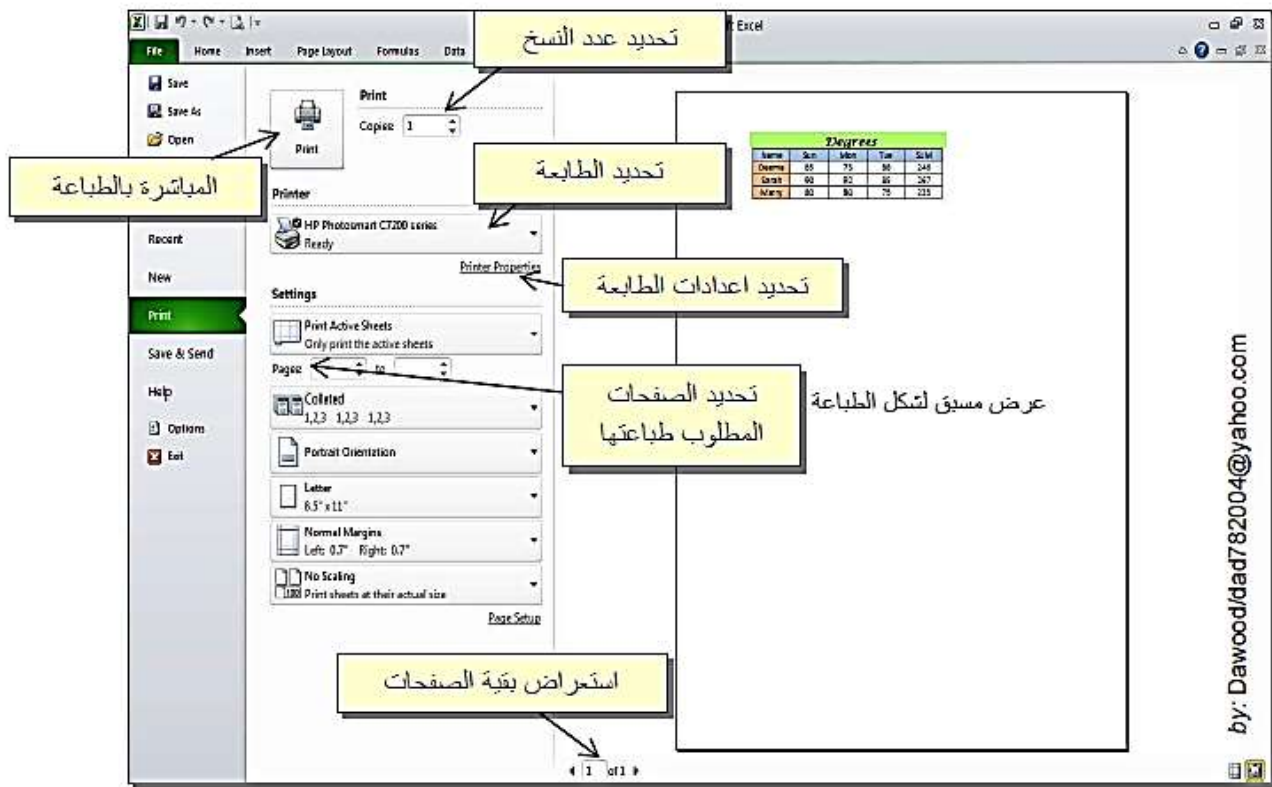 Excel
File Home Insert Page Layout Formulas Data
تحديد عدد النسخ
Save
Save As
Open
Print
Print
Copies: 1
المباشرة بالطباعة
Printer
تحديد الطابعة
HP Photosmart C7200 series
Ready
Printer Properties
تحديد اعدادات الطابعة
Recent
New
Print
Save & Send
Help
Options
Exit
Settings
Print Active Sheets
Only print the active sheets
Pages: to
تحديد الصفحات
المطلوب طباعتها
Collated
1,2,3 1,2,3 1,2,3
Portrait Orientation
Letter
8.5" x 11"
Normal Margins
Left: 0.7" Right: 0.7"
No Scaling
Print sheets at their actual size
Page Setup
استعراض بقية الصفحات
1 of 1
Degrees
Name Sun Mon Tue
Sarah
عرض مسبق لشكل الطباعة
by: Dawood/dad782004@yahoo.com